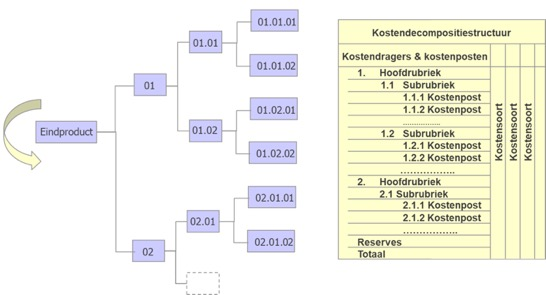 01.01.01
01.01
01.01.02
01
01.02.01
01.02
01.02.02
Eindproduct
02.01.01
02.01
02.01.02
02
Kostendecompositiestructuur
Kostendragers & kostenposten
Kostensoort
Kostensoort
Kostensoort
1. Hoofdrubriek
1.1 Subrubriek
1.1.1 Kostenpost
1.1.2 Kostenpost
..................
1.2 Subrubriek
1.2.1 Kostenpost
1.2.2 Kostenpost
.................
2. Hoofdrubriek
2.1 Subrubriek
2.1.1 Kostenpost
2.1.2 Kostenpost
.................
Reserves
Totaal